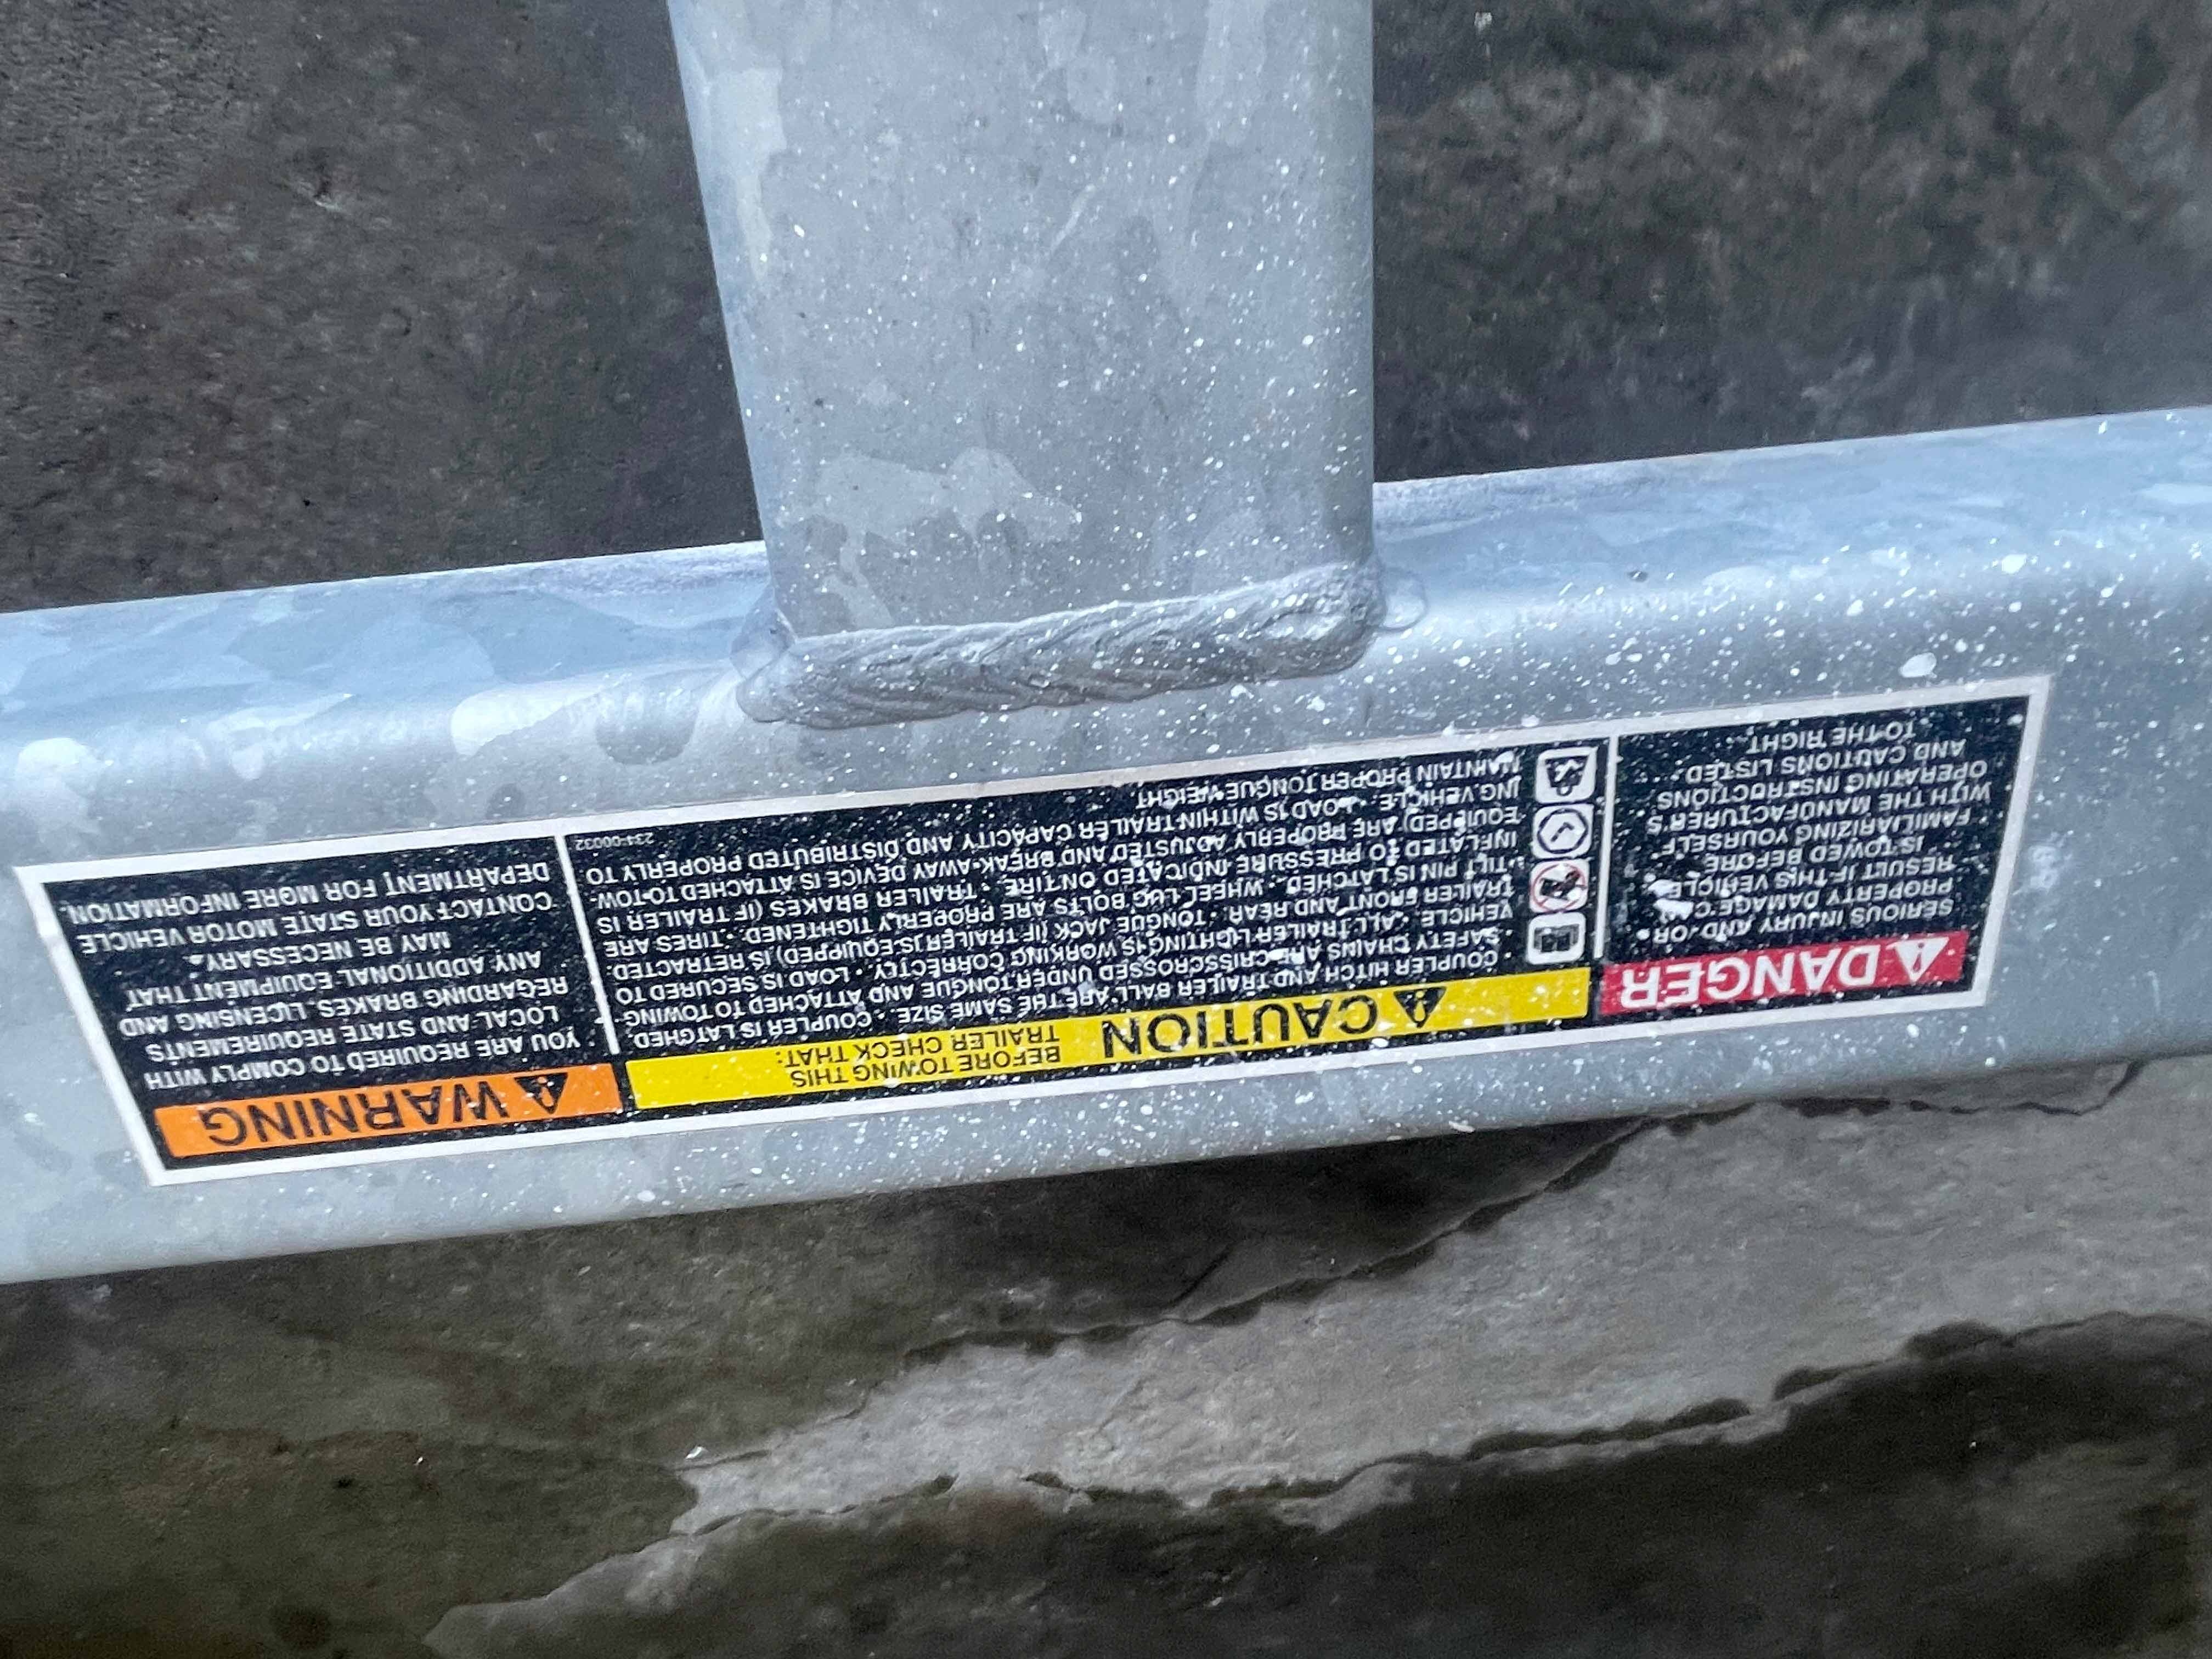 DANGER
SERIOUS INJURY AND OR
PROPERTY DAMAGE C
RESULT IF THIS VEHICLE
IS TOWED BEFORE
• FAMILIARIZING YOURSELF
WITH THE MANUFACTURER'S
OPERATING INSTRUCTIONS
AND CAUTIONS LISTED
TO THE RIGHT
CAUTION
BEFORE TOWING THIS
TRAILER CHECK THAT:
• COUPLER HITCH AND TRAILER BALL ARE THE SAME SIZE. • COUPLER IS LATCHED.
• SAFETY CHAINS ARE CRISSCROSSED UNDER TONGUE AND ATTACHED TO TOWING
VEHICLE. • ALL TRAILER LIGHTING IS WORKING CORRECTLY. • LOAD IS SECURED TO
TRAILER FRONT AND REAR. • TONGUE JACK (IF TRAILER IS EQUIPPED) IS RETRACTED.
• TILT PIN IS LATCHED. • WHEEL LUG BOLTS ARE PROPERLY TIGHTENED. • TIRES ARE
INFLATED TO PRESSURE INDICATED ON TIRE. • TRAILER BRAKES (IF TRAILER IS
EQUIPPED) ARE PROPERLY ADJUSTED AND BREAK-AWAY DEVICE IS ATTACHED TO TOW-
ING VEHICLE. • LOAD IS WITHIN TRAILER CAPACITY AND DISTRIBUTED PROPERLY TO
MAINTAIN PROPER TONGUE WEIGHT
234-00032
WARNING
• YOU ARE REQUIRED TO COMPLY WITH
LOCAL AND STATE REQUIREMENTS
REGARDING BRAKES, LICENSING AND
ANY ADDITIONAL EQUIPMENT THAT
MAY BE NECESSARY.
CONTACT YOUR STATE MOTOR VEHICLE
DEPARTMENT FOR MORE INFORMATION.